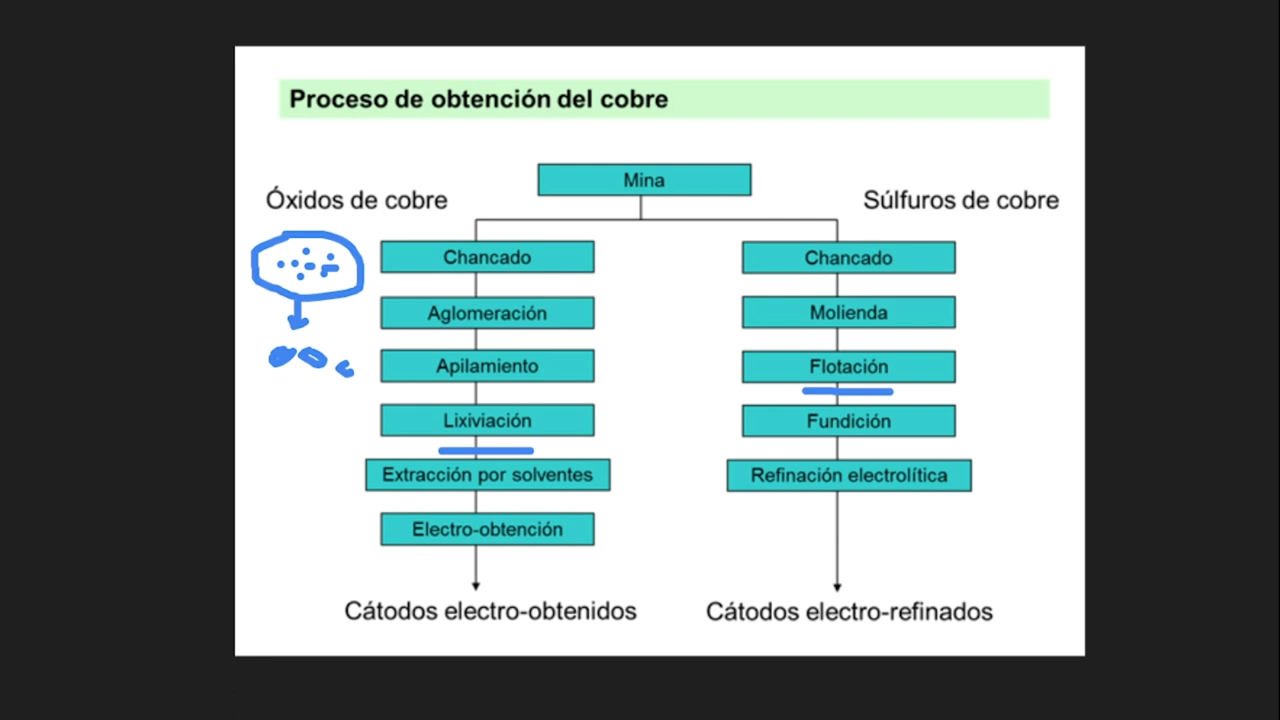 Proceso de obtención del cobre
Mina
Óxidos de cobre
Súlfuros de cobre
Chancado
Chancado
Aglomeración
Molienda
Apilamiento
Flotación
Lixiviación
Fundición
Extracción por solventes
Refinación electrolítica
Electro-obtención
Cátodos electro-obtenidos
Cátodos electro-refinados